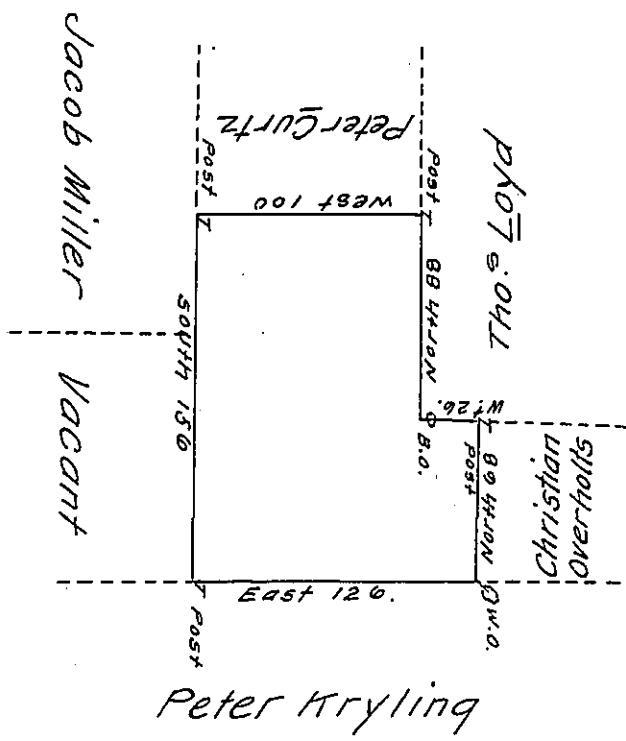 Jacob Miller
Peter Curtz
Thos. Loyd
Post
Post
West 100
North 88
South 156
Wt. 26.
B.O.
Post
North 68
Christian
Overholts
Vacant
W.O.
East 126.
Post
Peter Kryling